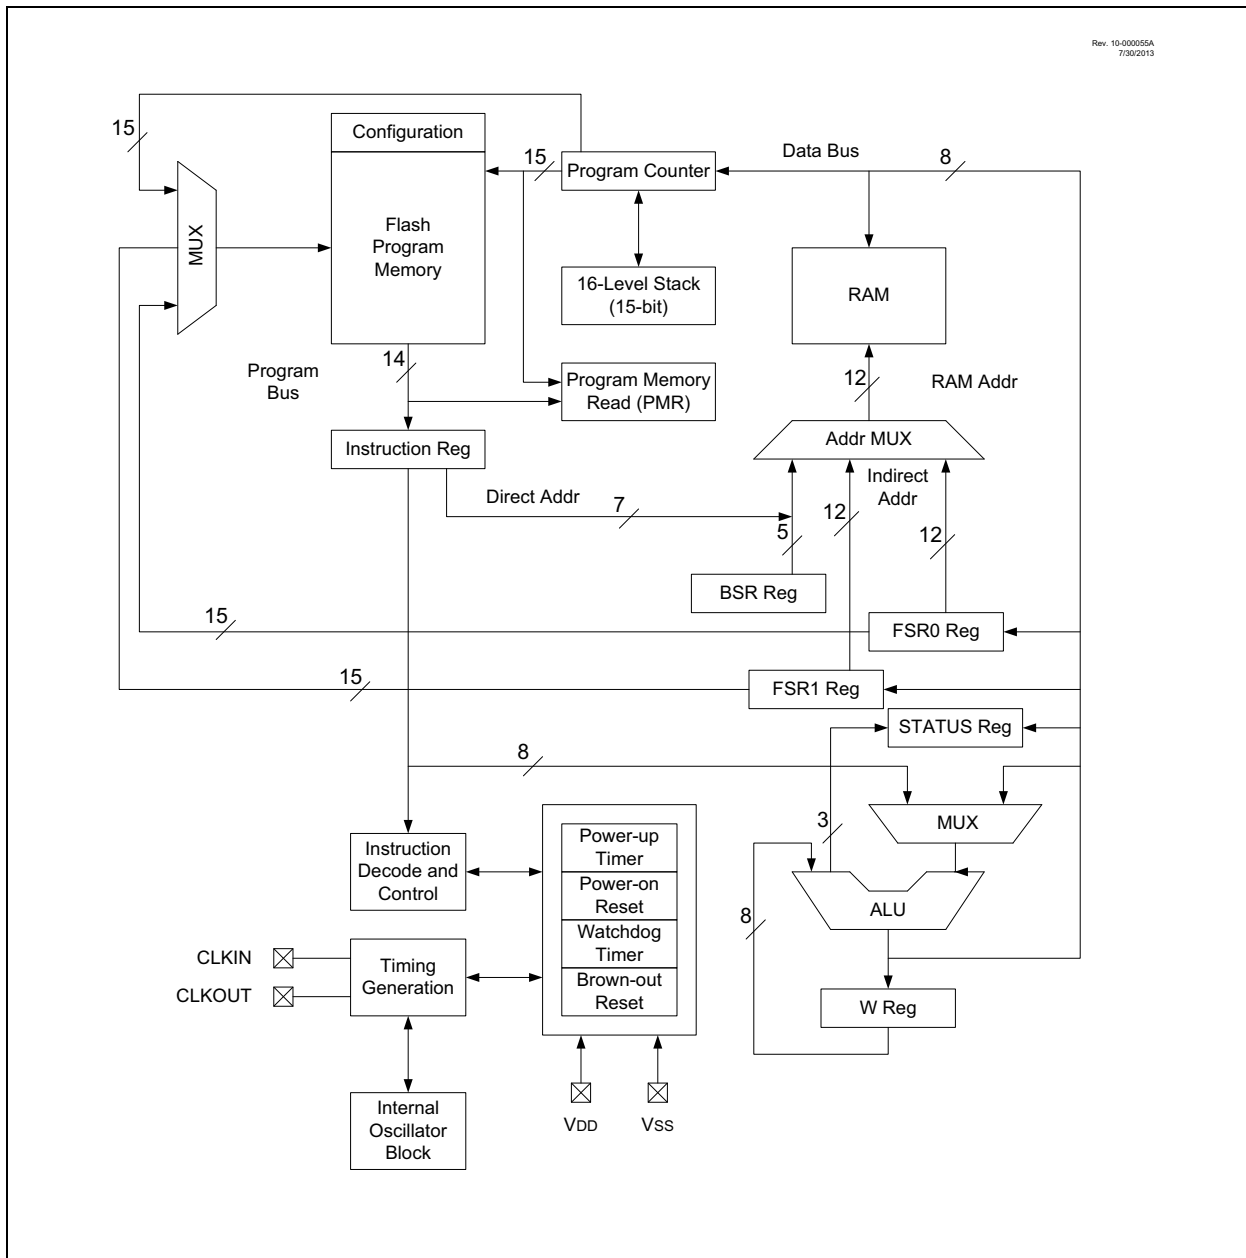 Rev. 10-000055A
7/30/2013
15
Configuration
15
Program Counter
Data Bus
8
MUX
Flash
Program
Memory
16-Level Stack
(15-bit)
RAM
Program
Bus
14
Program Memory
Read (PMR)
12
RAM Addr
Instruction Reg
Addr MUX
Direct Addr
7
Indirect
Addr
12
5
12
BSR Reg
15
FSR0 Reg
15
FSR1 Reg
STATUS Reg
8
3
MUX
Power-up
Timer
Instruction
Decode and
Control
Power-on
Reset
ALU
8
Watchdog
Timer
CLKIN
CLKOUT
Timing
Generation
Brown-out
Reset
W Reg
Internal
Oscillator
Block
VDD
VSS